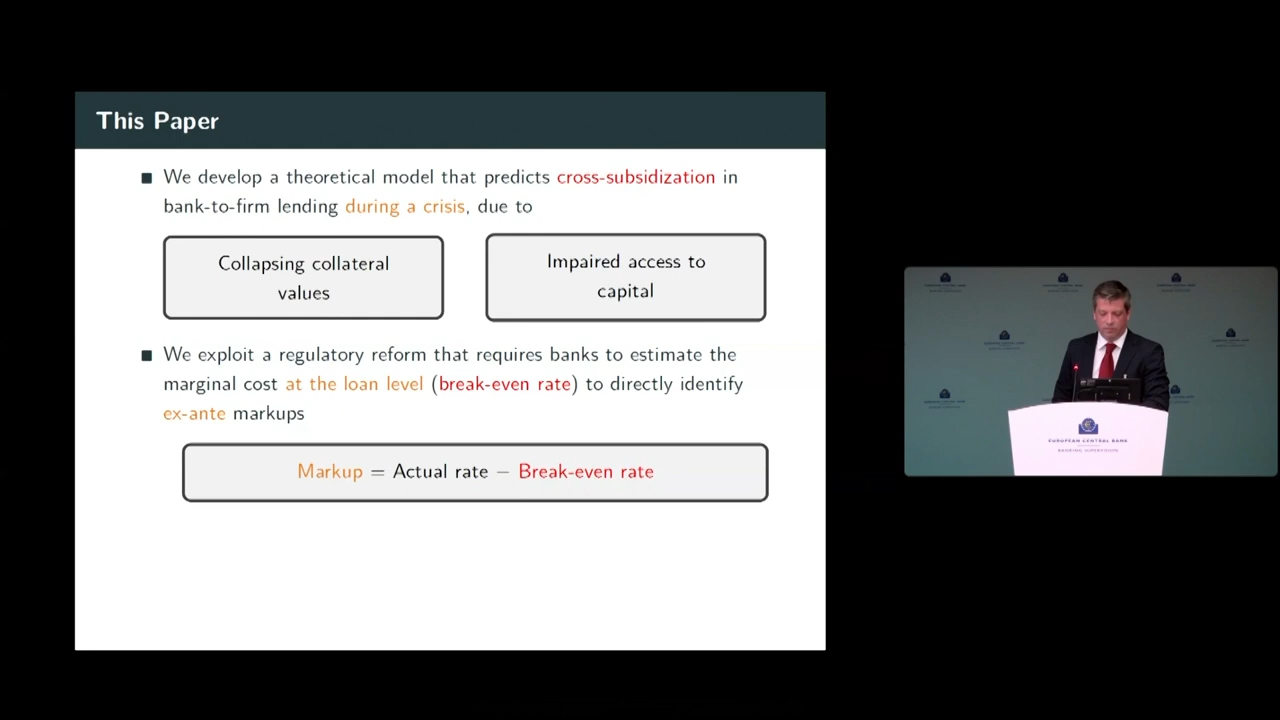 This Paper
We develop a theoretical model that predicts cross-subsidization in
bank-to-firm lending during a crisis, due to
Collapsing collateral
values
Impaired access to
capital
We exploit a regulatory reform that requires banks to estimate the
marginal cost at the loan level (break-even rate) to directly identify
ex-ante markups
Markup = Actual rate − Break-even rate
EUROPEAN CENTRAL BANK
BANKING SUPERVISION